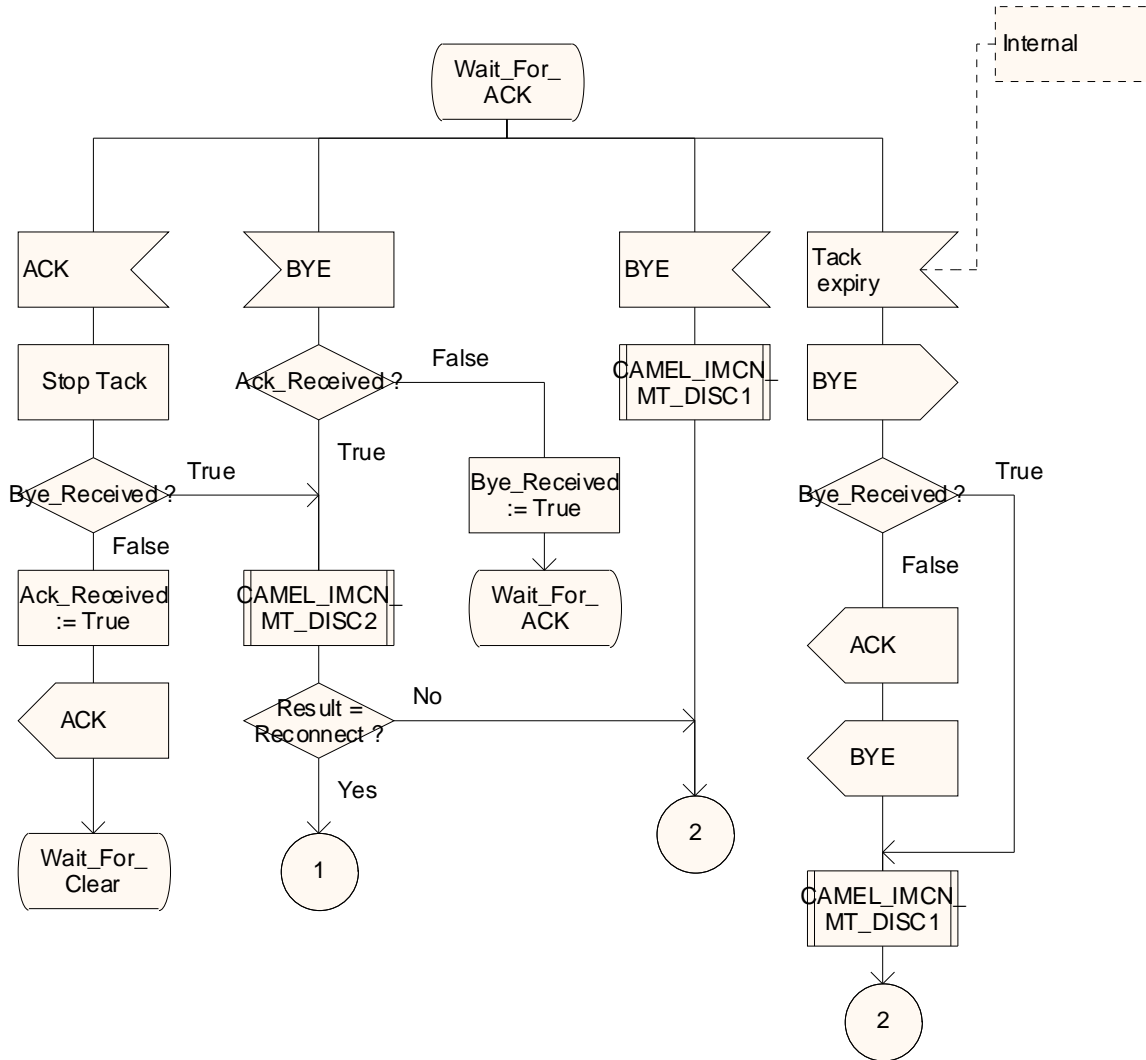 Internal
Wait_For_
ACK
ACK
BYE
BYE
Tack
expiry
Stop Tack
Ack_Received ?
False
CAMEL_IMCN_
MT_DISC1
BYE
True
Bye_Received ?
True
Bye_Received
:= True
Bye_Received ?
True
False
False
Ack_Received
:= True
CAMEL_IMCN_
MT_DISC2
Wait_For_
ACK
ACK
ACK
Result =
Reconnect ?
No
BYE
Yes
2
Wait_For_
Clear
1
CAMEL_IMCN_
MT_DISC1
2